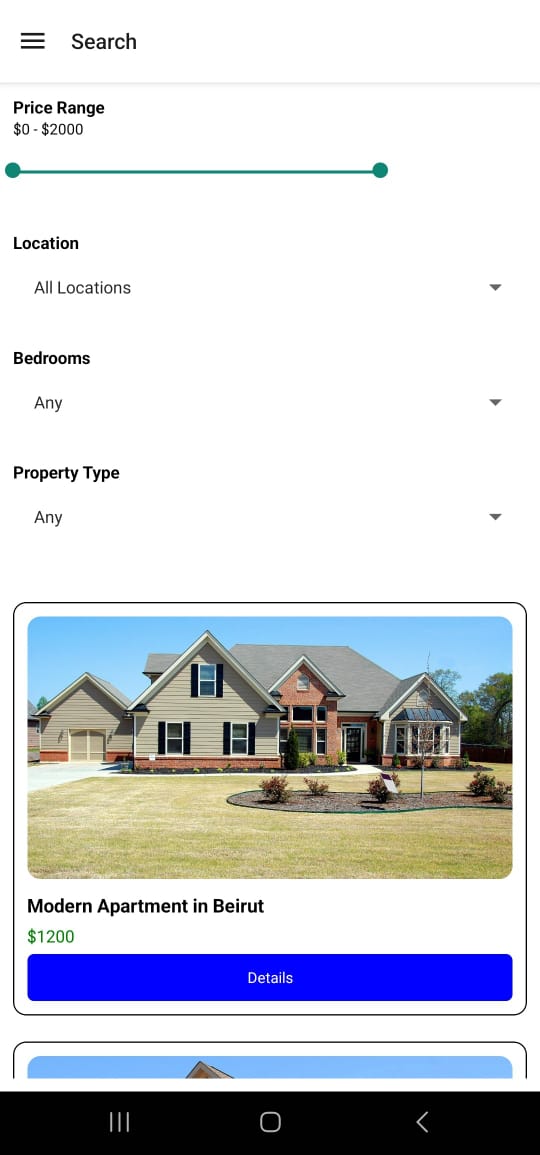 Search
Price Range
$0 - $2000
Location
All Locations
Bedrooms
Any
Property Type
Any
Modern Apartment in Beirut
$1200
Details